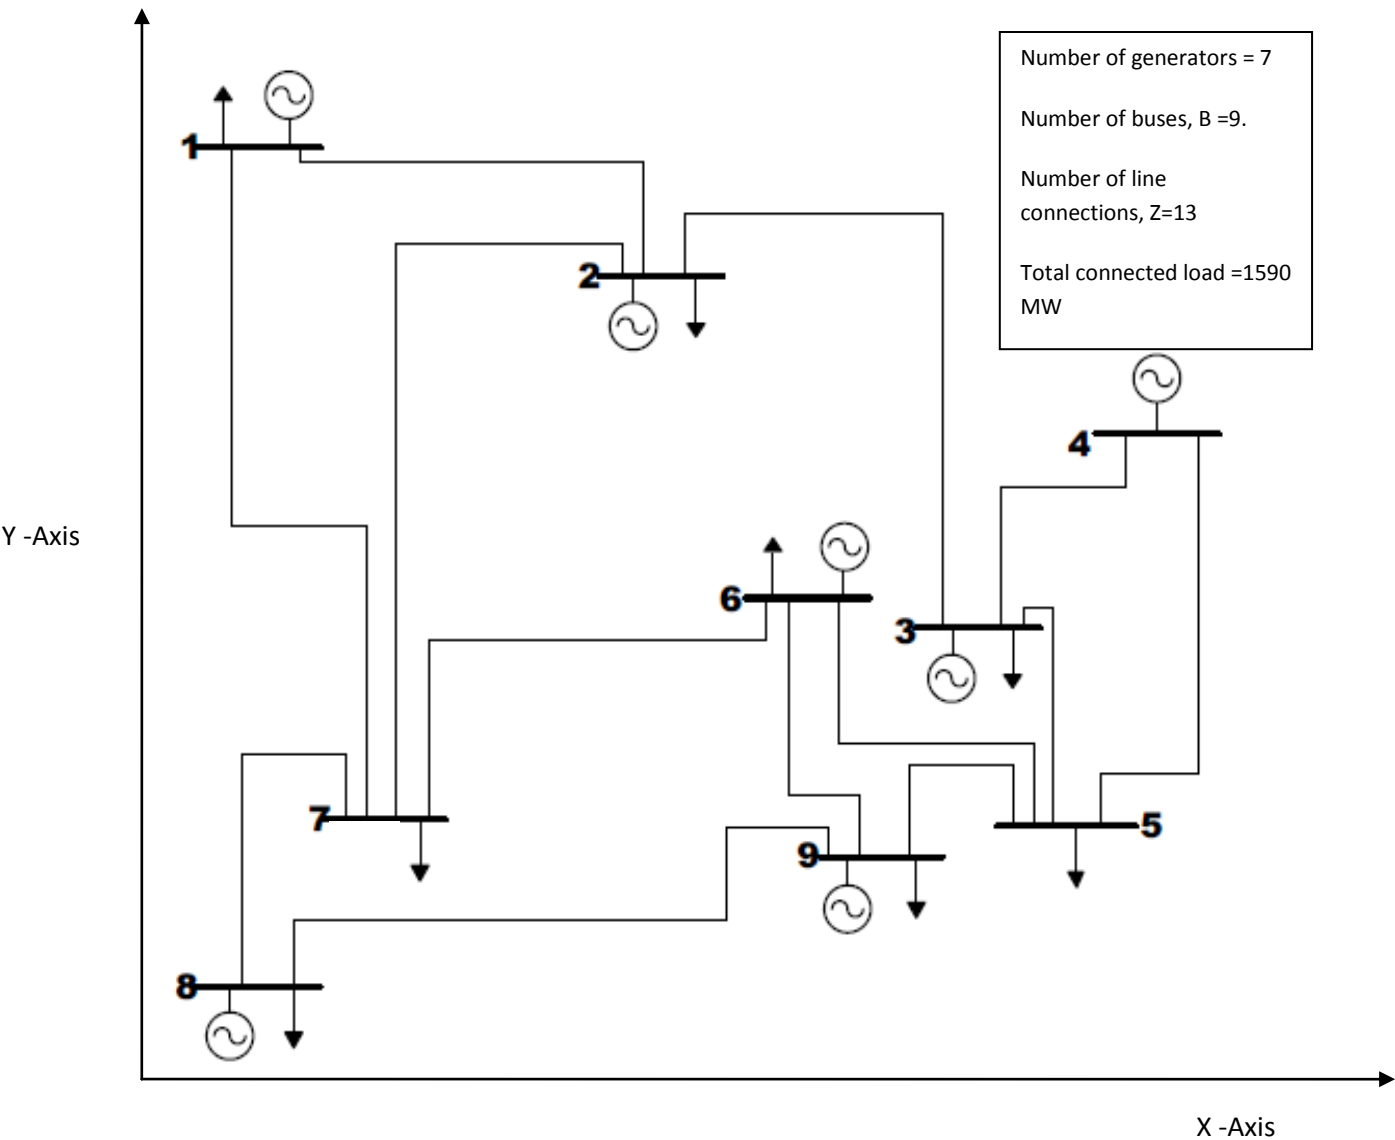 Number of generators = 7
Number of buses, B =9.
Number of line
connections, Z=13
Total connected load =1590
MW
1
2
4
Y -Axis
6
3
7
5
9
8
X -Axis